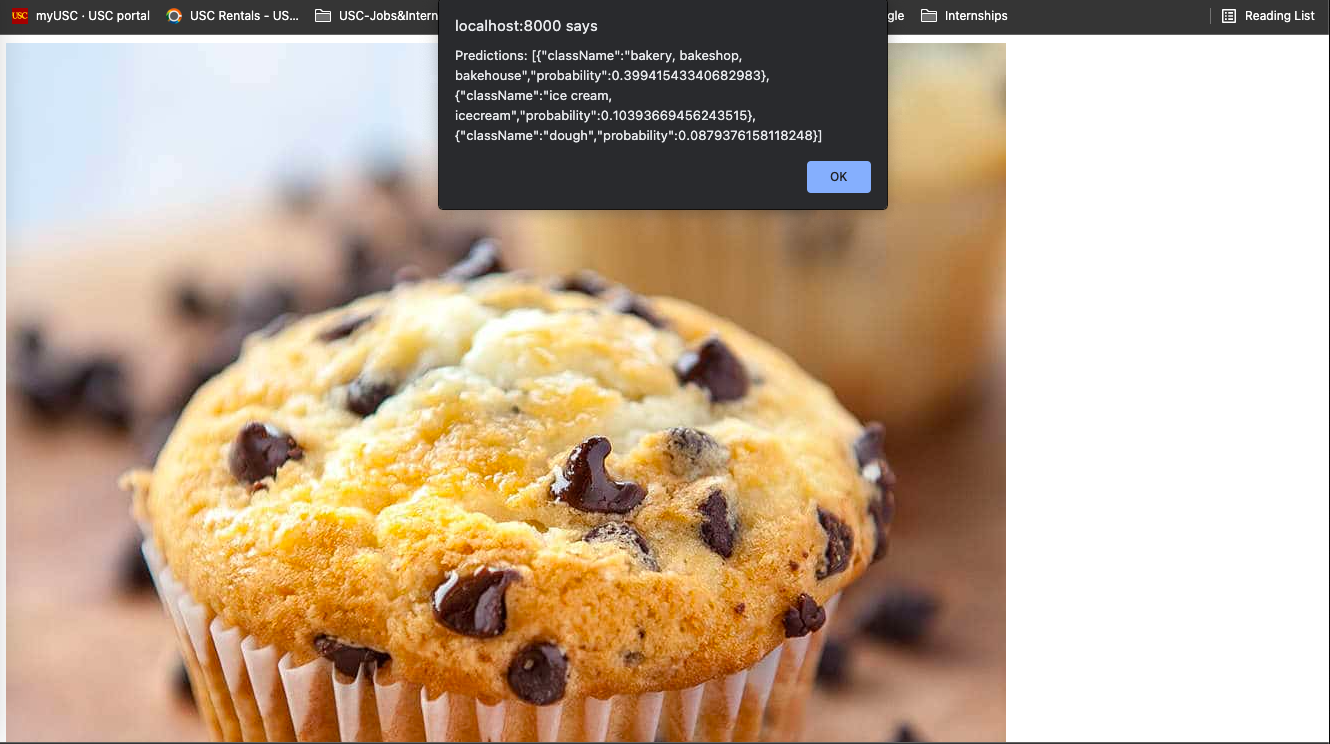 USC myUSC · USC portal USC Rentals - US... USC-Jobs&Intern gle Internships Reading List
localhost:8000 says
Predictions: [{"className":"bakery, bakeshop,
bakehouse","probability":0.39941543340682983},
{"className":"ice cream,
icecream","probability":0.10393669456243515},
{"className":"dough","probability":0.0879376158118248}]
OK